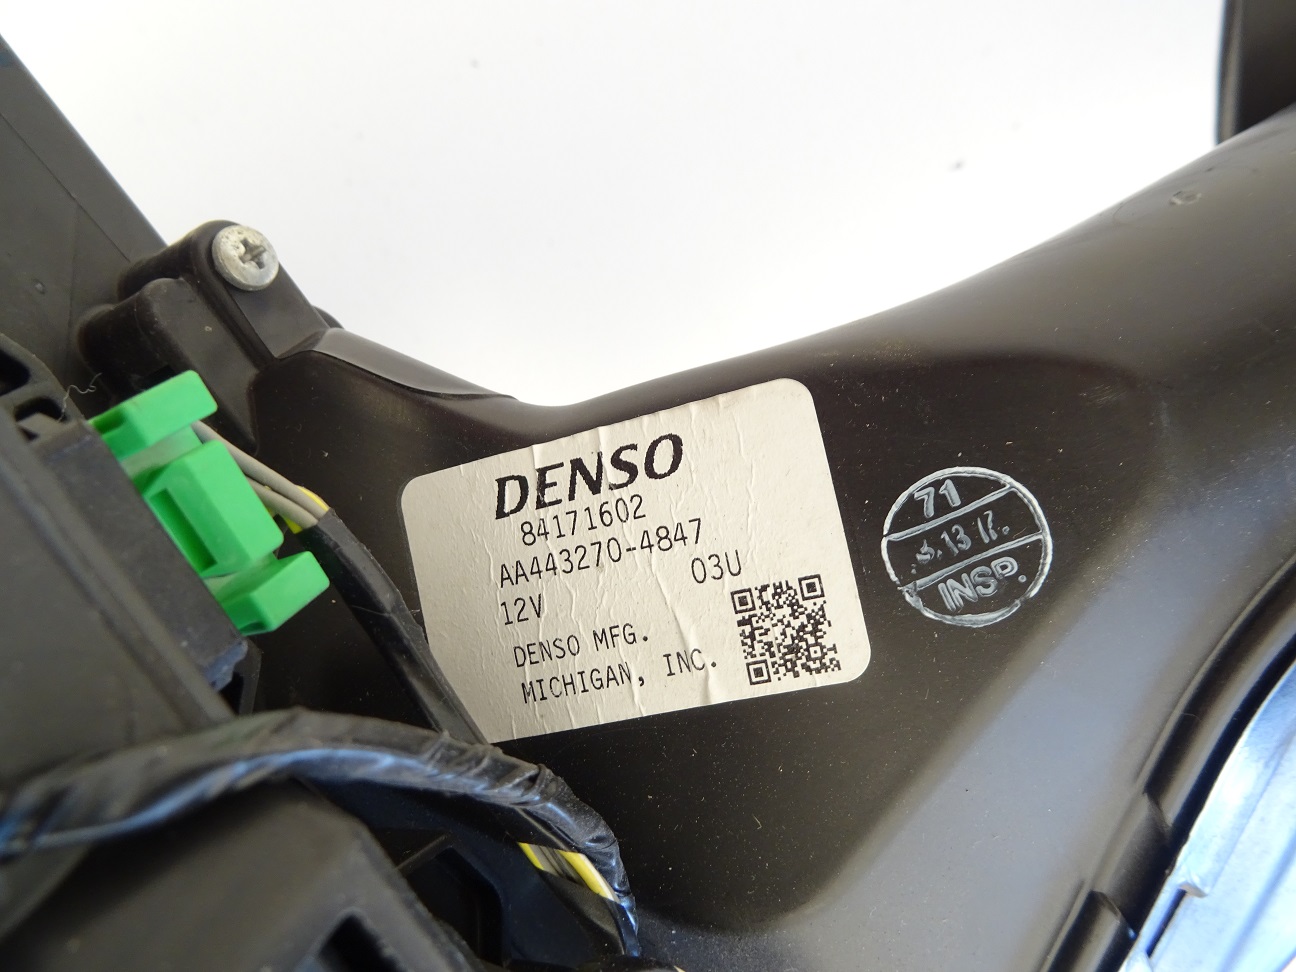 DENSO
84171602
AA443270-4847
12V 03U
DENSO MFG.
MICHIGAN, INC.
71
INSP.